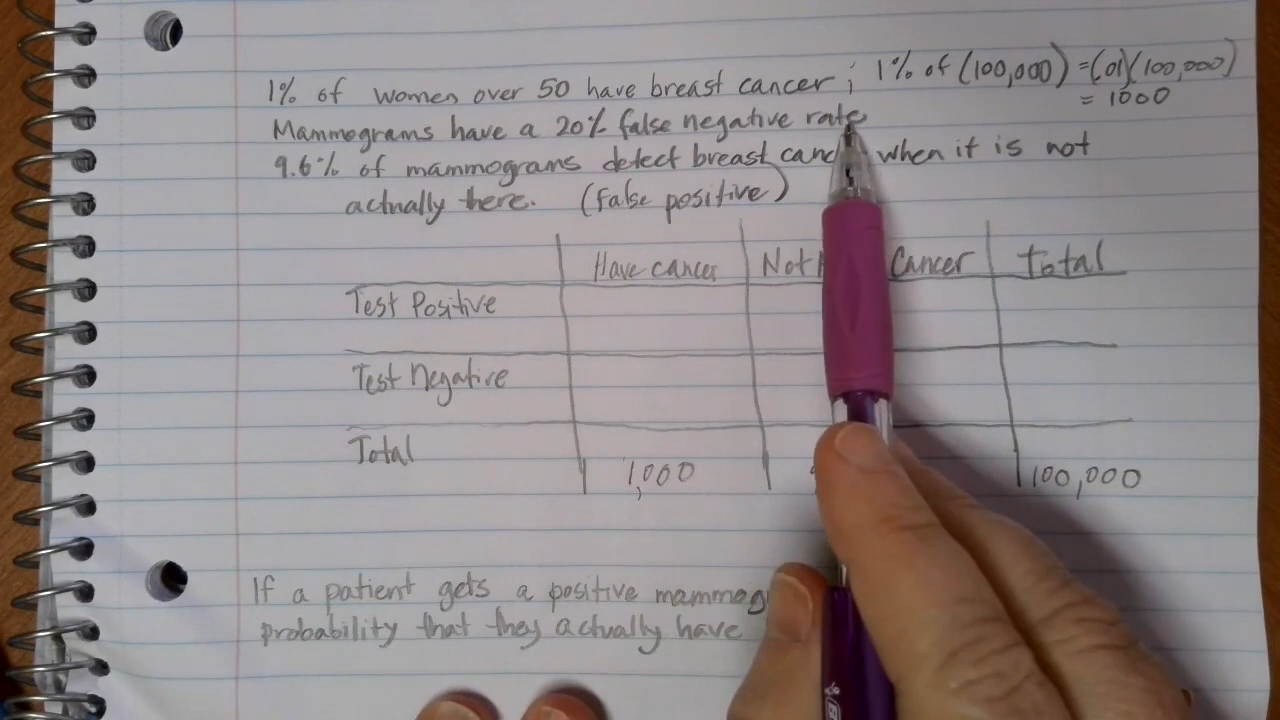 1% of women over 50 have breast cancer; 1% of (100,000) = (.01)(100,000)
= 1000
Mammograms have a 20% false negative rate
9.6% of mammograms detect breast canc when it is not
actually there. (False positive)
Have cancer Not Cancer Total
Test Positive
Test Negative
Total 1,000 100,000
If a patient gets a positive mammog
probability that they actually have